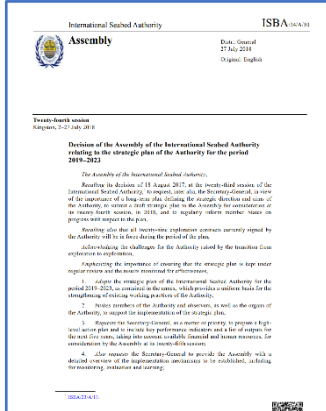 International Seabed Authority
ISBA/24/A/10
Assembly
Distr.: General
27 July 2018
Original: English
Twenty-fourth session
Kingston, 2–27 July 2018
Decision of the Assembly of the International Seabed Authority
relating to the strategic plan of the Authority for the period
2019–2023
The Assembly of the International Seabed Authority,
Recalling its decision of 18 August 2017, at the twenty-third session of the
International Seabed Authority,¹ to request, inter alia, the Secretary-General, in view
of the importance of a long-term plan defining the strategic direction and aims of
the Authority, to submit a draft strategic plan to the Assembly for consideration at
its twenty-fourth session, in 2018, and to regularly inform member States on
progress with respect to the plan,
Recalling also that all twenty-nine exploration contracts currently signed by
the Authority will be in force during the period of the plan,
Acknowledging the challenges for the Authority raised by the transition from
exploration to exploitation,
Emphasizing the importance of ensuring that the strategic plan is kept under
regular review and the results monitored for effectiveness,
1. Adopts the strategic plan of the International Seabed Authority for the
period 2019–2023, as contained in the annex, which provides a uniform basis for the
strengthening of existing working practices of the Authority;
2. members of the Authority and observers, as well as the organs of
the Authority, to support the implementation of the strategic plan;
3. Requests the Secretary-General, as a matter of priority, to prepare a high-
level action plan and to include key performance indicators and a list of outputs for
the next five years, taking into account available financial and human resources, for
consideration by the Assembly at its twenty-fifth session;
4. Also requests the Secretary-General to provide the Assembly with a
detailed overview of the implementation mechanisms to be established, including
for monitoring, evaluation and learning;
¹ ISBA/23/A/13.